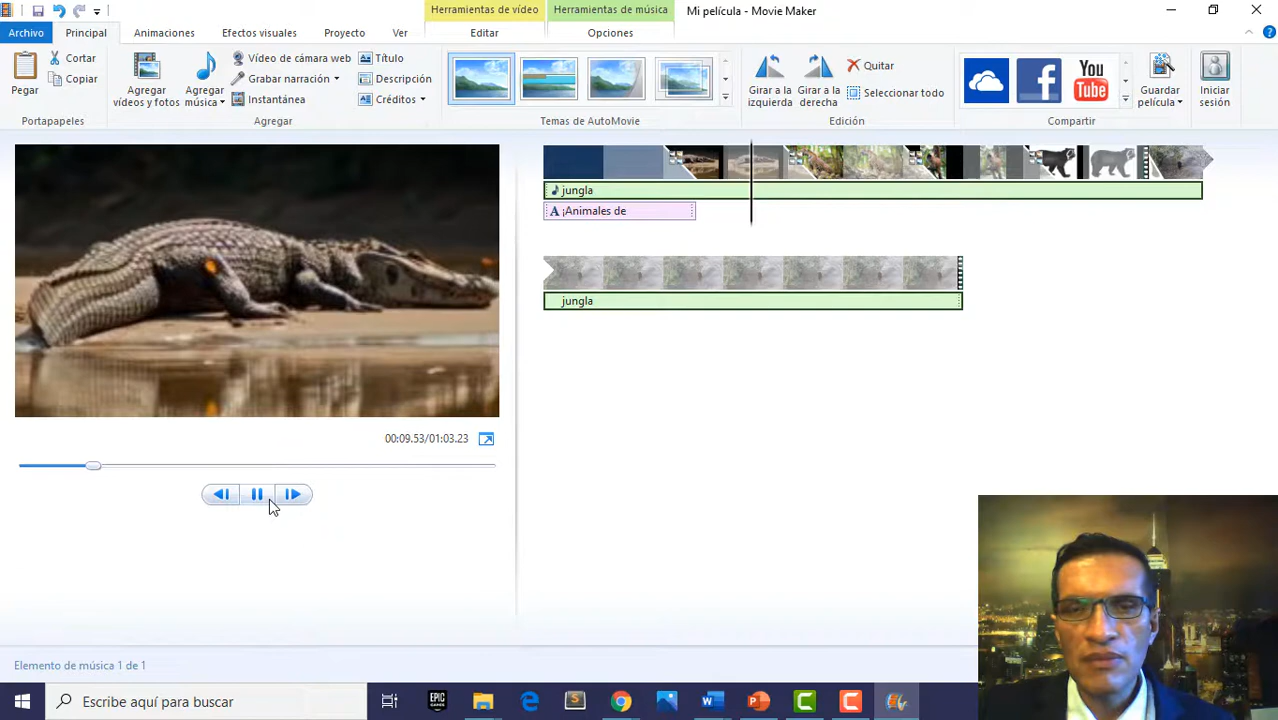 Herramientas de vídeo
Herramientas de música
Mi película - Movie Maker
Archivo
Principal
Animaciones
Efectos visuales
Proyecto
Ver
Editar
Opciones
Pegar
Cortar
Copiar
Portapapeles
Agregar
vídeos y fotos
Agregar
música
Vídeo de cámara web
Grabar narración
Instantánea
Título
Descripción
Créditos
Agregar
Temas de AutoMovie
Girar a la
izquierda
Girar a la
derecha
Quitar
Seleccionar todo
Edición
You
Tube
Compartir
Guardar
película
Iniciar
sesión
jungla
A ¡Animales de
jungla
00:09.53/01:03.23
Elemento de música 1 de 1
Escribe aquí para buscar
EPIC
GAMES